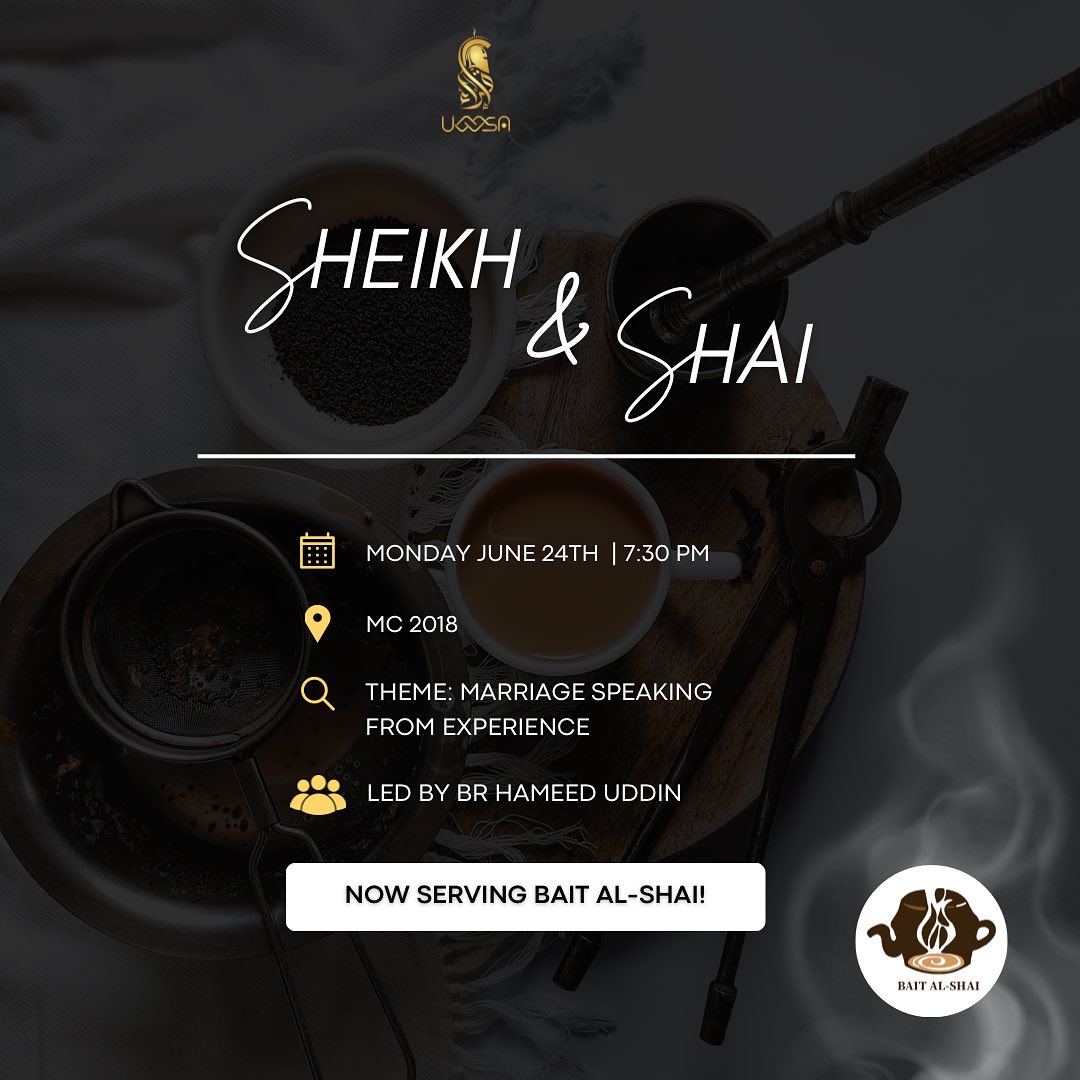 SHEIKH
&
SHAI
MONDAY JUNE 24TH | 7:30 PM
MC 2018
THEME: MARRIAGE SPEAKING
FROM EXPERIENCE
LED BY BR HAMEED UDDIN
NOW SERVING BAIT AL-SHAI!
BAIT AL-SHAI